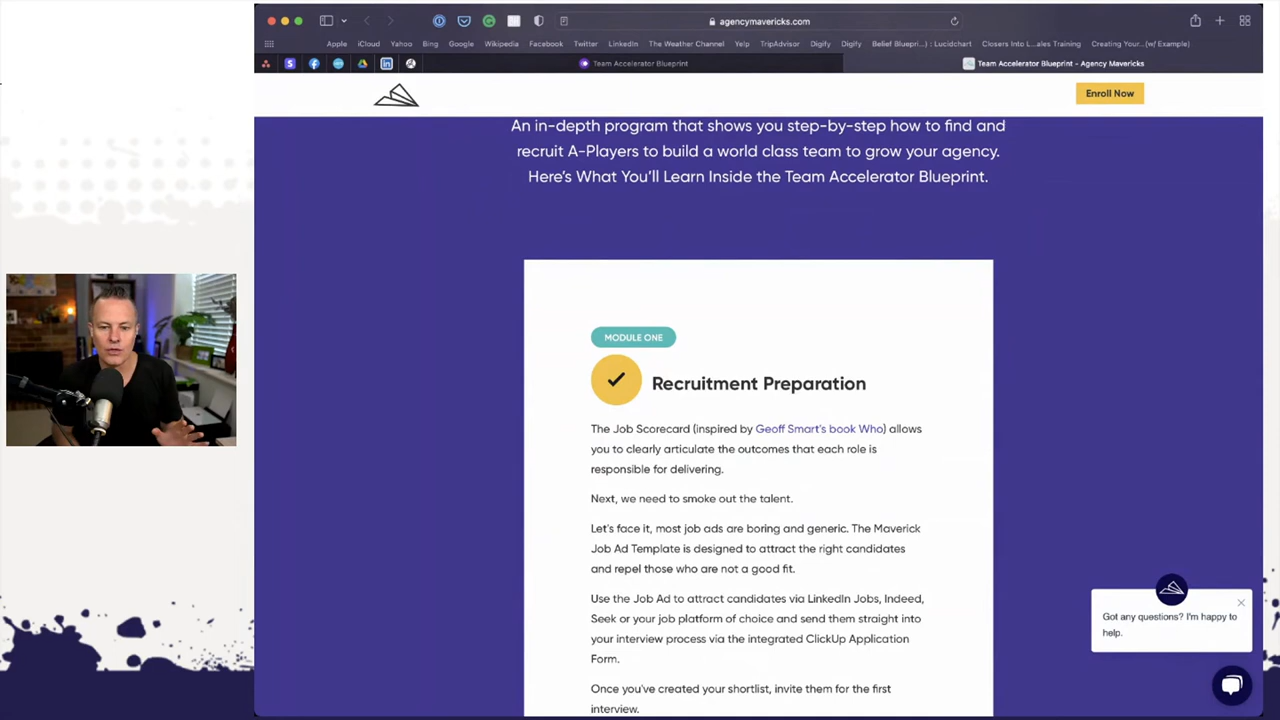 agencymavericks.com
Apple iCloud Yahoo Bing Google Wikipedia Facebook Twitter LinkedIn The Weather Channel Yelp TripAdvisor Digify Digify Belief Bluepri...) : Lucidchart Closers Into L...ales Training Creating Your...(w/ Example)
Team Accelerator Blueprint
Team Accelerator Blueprint - Agency Mavericks
Enroll Now
An in-depth program that shows you step-by-step how to find and
recruit A-Players to build a world class team to grow your agency.
Here's What You'll Learn Inside the Team Accelerator Blueprint.
MODULE ONE
Recruitment Preparation
The Job Scorecard (inspired by Geoff Smart's book Who) allows
you to clearly articulate the outcomes that each role is
responsible for delivering.
Next, we need to smoke out the talent.
Let's face it, most job ads are boring and generic. The Maverick
Job Ad Template is designed to attract the right candidates
and repel those who are not a good fit.
Use the Job Ad to attract candidates via LinkedIn Jobs, Indeed,
Seek or your job platform of choice and send them straight into
your interview process via the integrated ClickUp Application
Form.
Once you've created your shortlist, invite them for the first
interview.
Got any questions? I'm happy to
help.